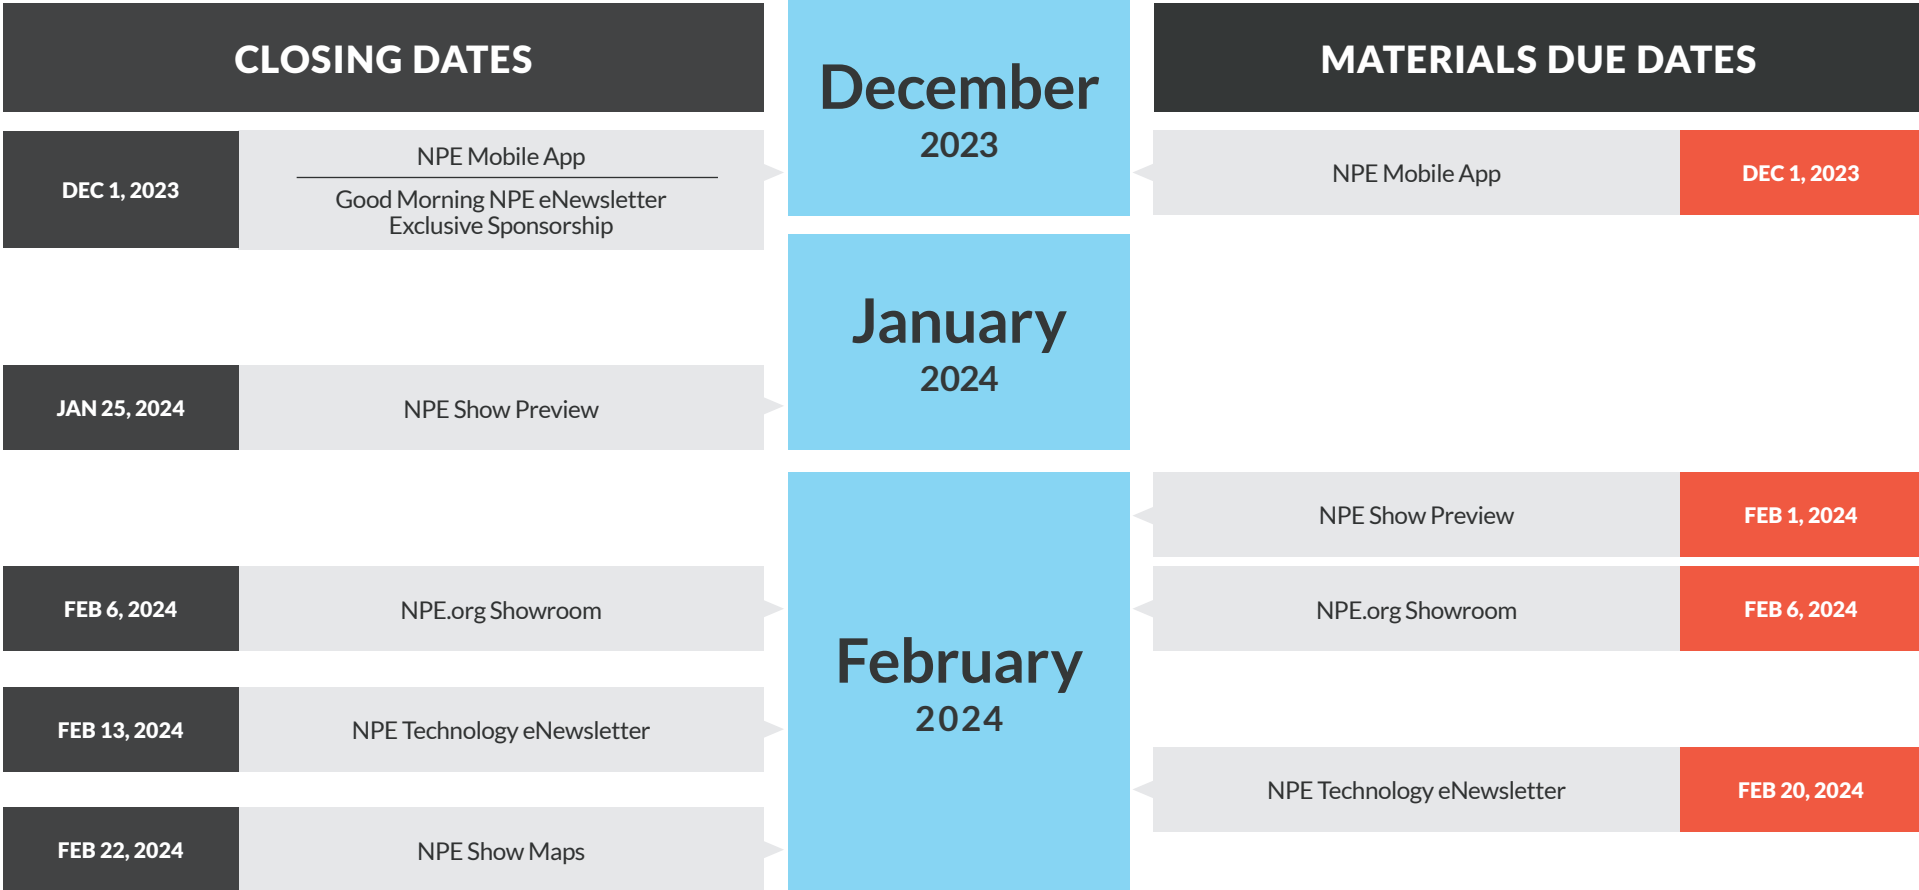 CLOSING DATES
DEC 1, 2023
NPE Mobile App
Good Morning NPE eNewsletter
Exclusive Sponsorship
JAN 25, 2024
NPE Show Preview
FEB 6, 2024
NPE.org Showroom
FEB 13, 2024
NPE Technology eNewsletter
FEB 22, 2024
NPE Show Maps
December
2023
January
2024
February
2024
MATERIALS DUE DATES
NPE Mobile App
DEC 1, 2023
NPE Show Preview
FEB 1, 2024
NPE.org Showroom
FEB 6, 2024
NPE Technology eNewsletter
FEB 20, 2024